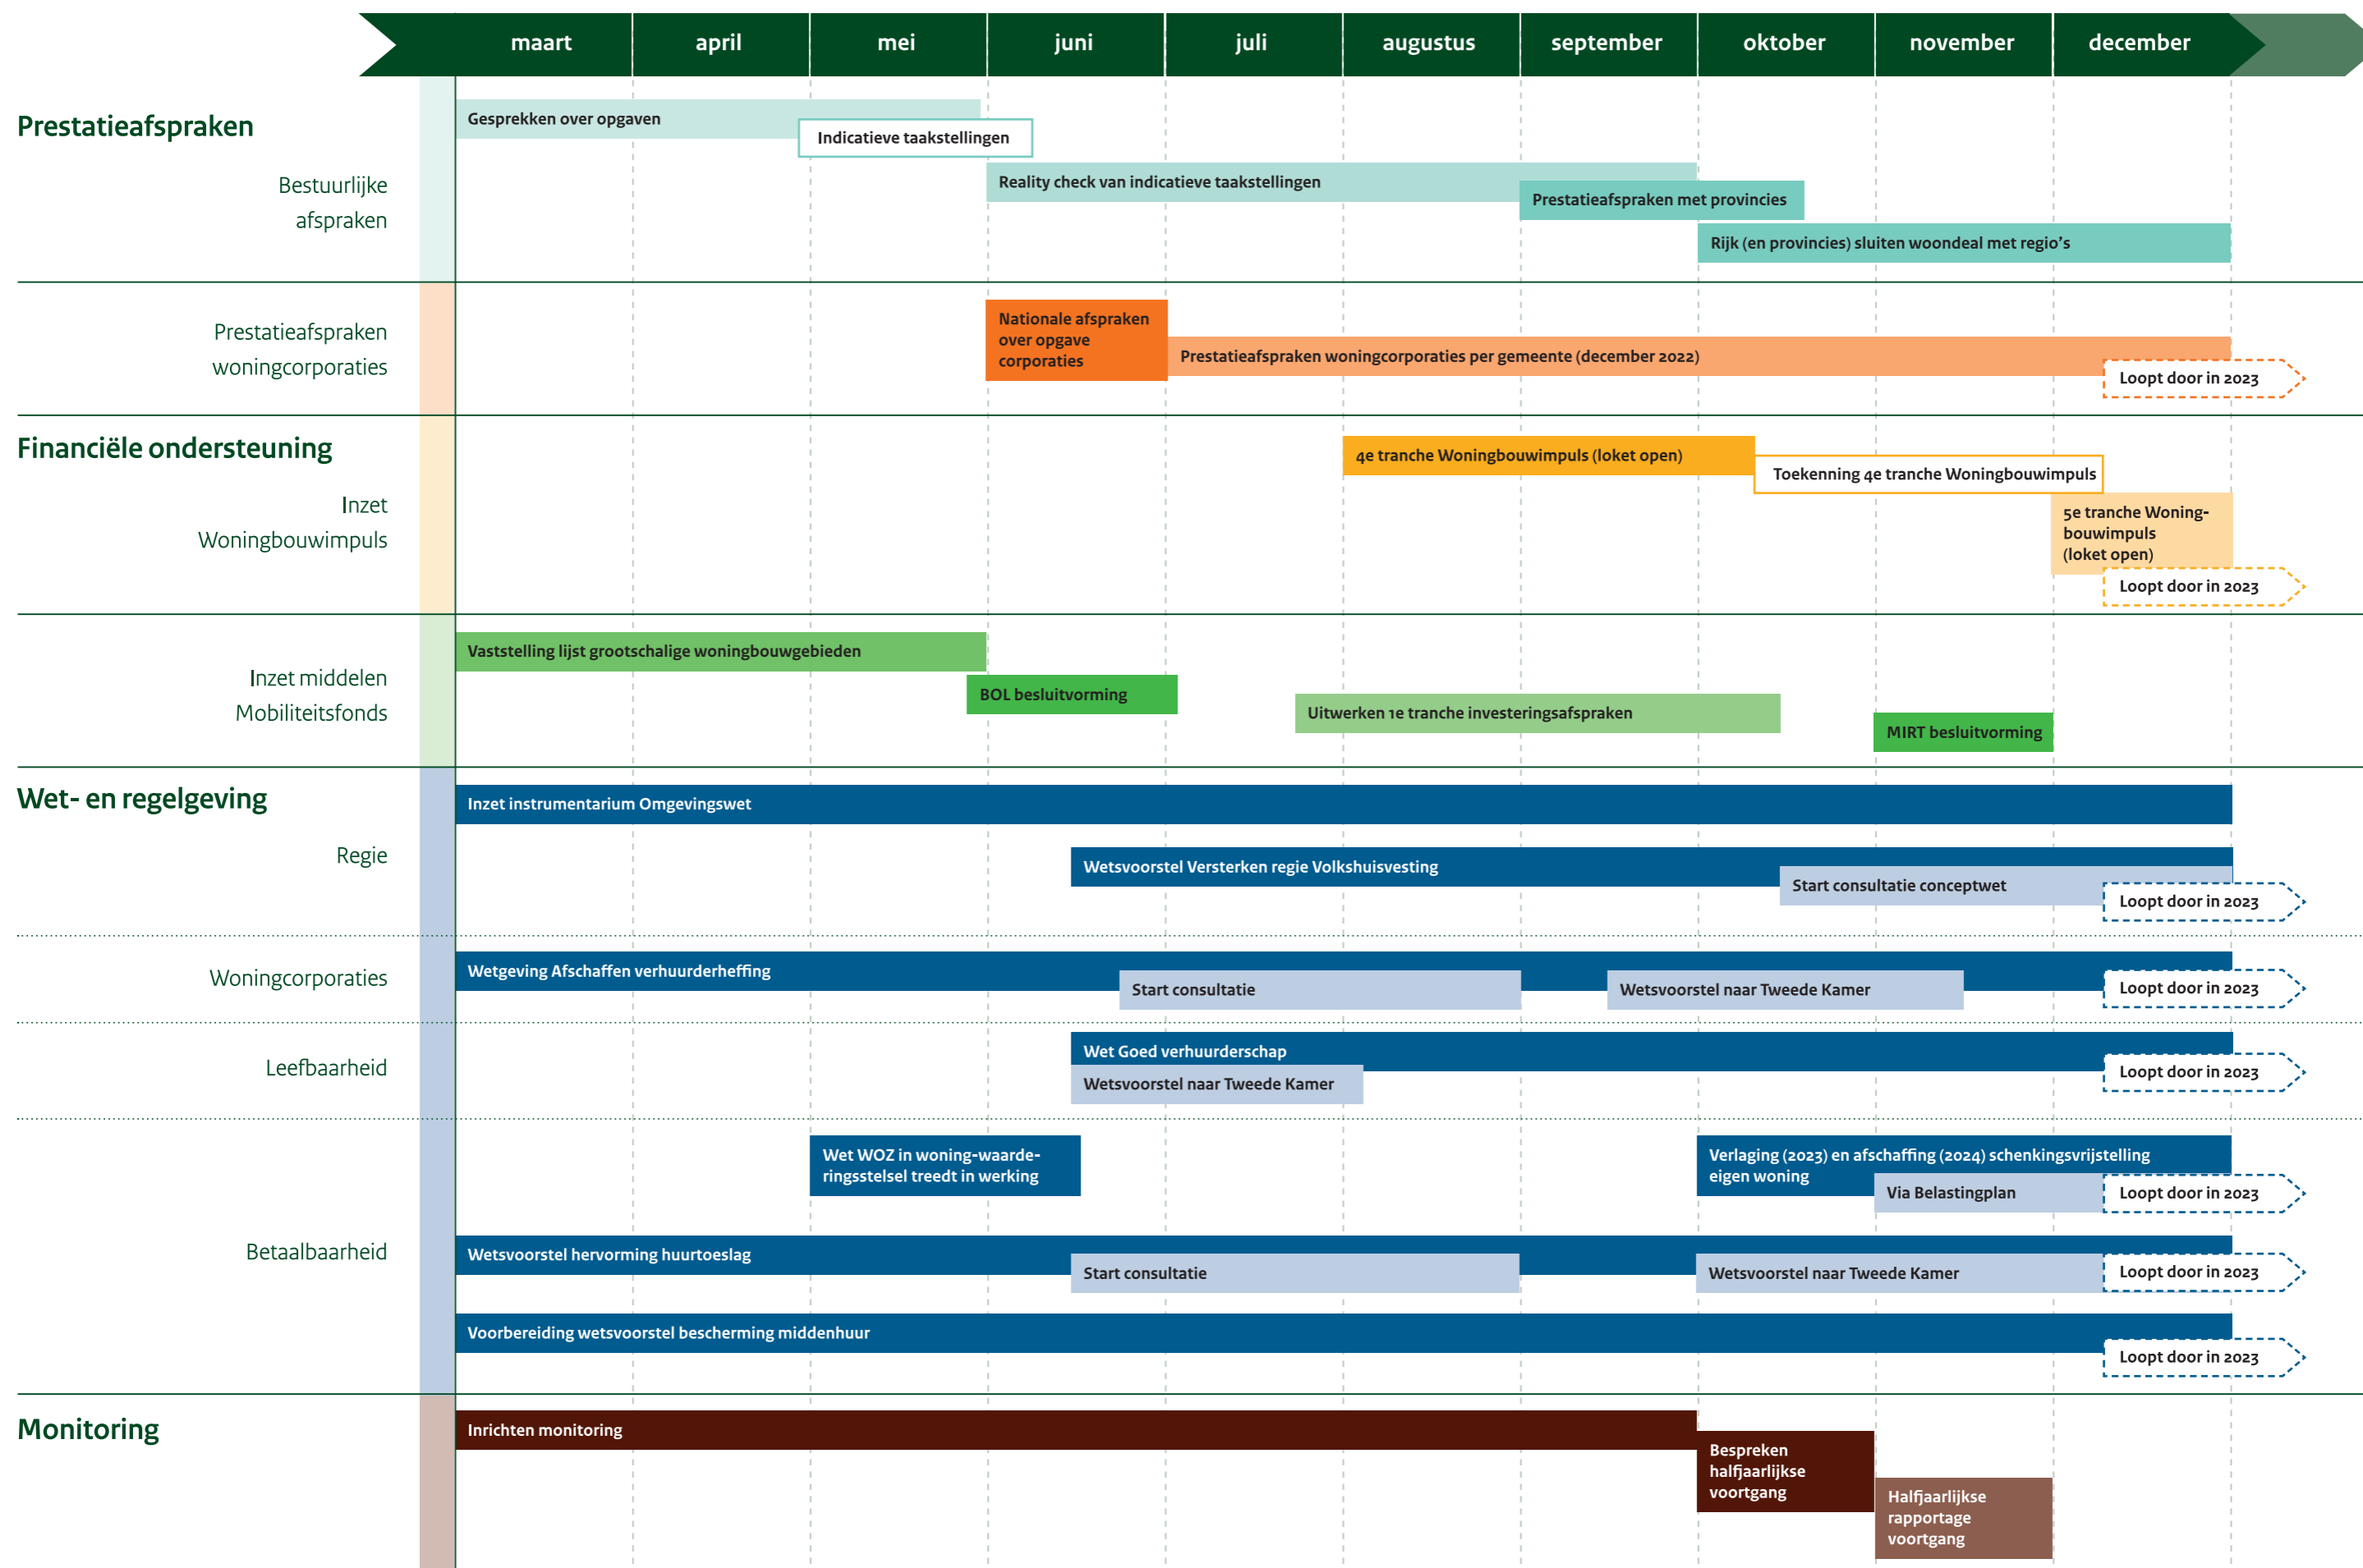 maart april mei juni juli augustus september oktober november december
Prestatieafspraken
Gesprekken over opgaven
Indicatieve taakstellingen
Bestuurlijke
afspraken
Reality check van indicatieve taakstellingen
Prestatieafspraken met provincies
Rijk (en provincies) sluiten woondeal met regio’s
Prestatieafspraken
woningcorporaties
Nationale afspraken
over opgave
corporaties
Prestatieafspraken woningcorporaties per gemeente (december 2022)
Loopt door in 2023
Financiële ondersteuning
Inzet
Woningbouwimpuls
4e tranche Woningbouwimpuls (loket open)
Toekenning 4e tranche Woningbouwimpuls
5e tranche Woning-
bouwimpuls
(loket open)
Loopt door in 2023
Inzet middelen
Mobiliteitsfonds
Vaststelling lijst grootschalige woningbouwgebieden
BOL besluitvorming
Uitwerken 1e tranche investeringsafspraken
MIRT besluitvorming
Wet- en regelgeving
Inzet instrumentarium Omgevingswet
Regie
Wetsvoorstel Versterken regie Volkshuisvesting
Start consultatie conceptwet
Loopt door in 2023
Woningcorporaties
Wetgeving Afschaffen verhuurderheffing
Start consultatie
Wetsvoorstel naar Tweede Kamer
Loopt door in 2023
Leefbaarheid
Wet Goed verhuurderschap
Wetsvoorstel naar Tweede Kamer
Loopt door in 2023
Betaalbaarheid
Wet WOZ in woning-waarde-
ringsstelsel treedt in werking
Verlaging (2023) en afschaffing (2024) schenkingsvrijstelling
eigen woning
Via Belastingplan
Loopt door in 2023
Wetsvoorstel hervorming huurtoeslag
Start consultatie
Wetsvoorstel naar Tweede Kamer
Loopt door in 2023
Voorbereiding wetsvoorstel bescherming middenhuur
Loopt door in 2023
Monitoring
Inrichten monitoring
Bespreken
halfjaarlijkse
voortgang
Halfjaarlijkse
rapportage
voortgang